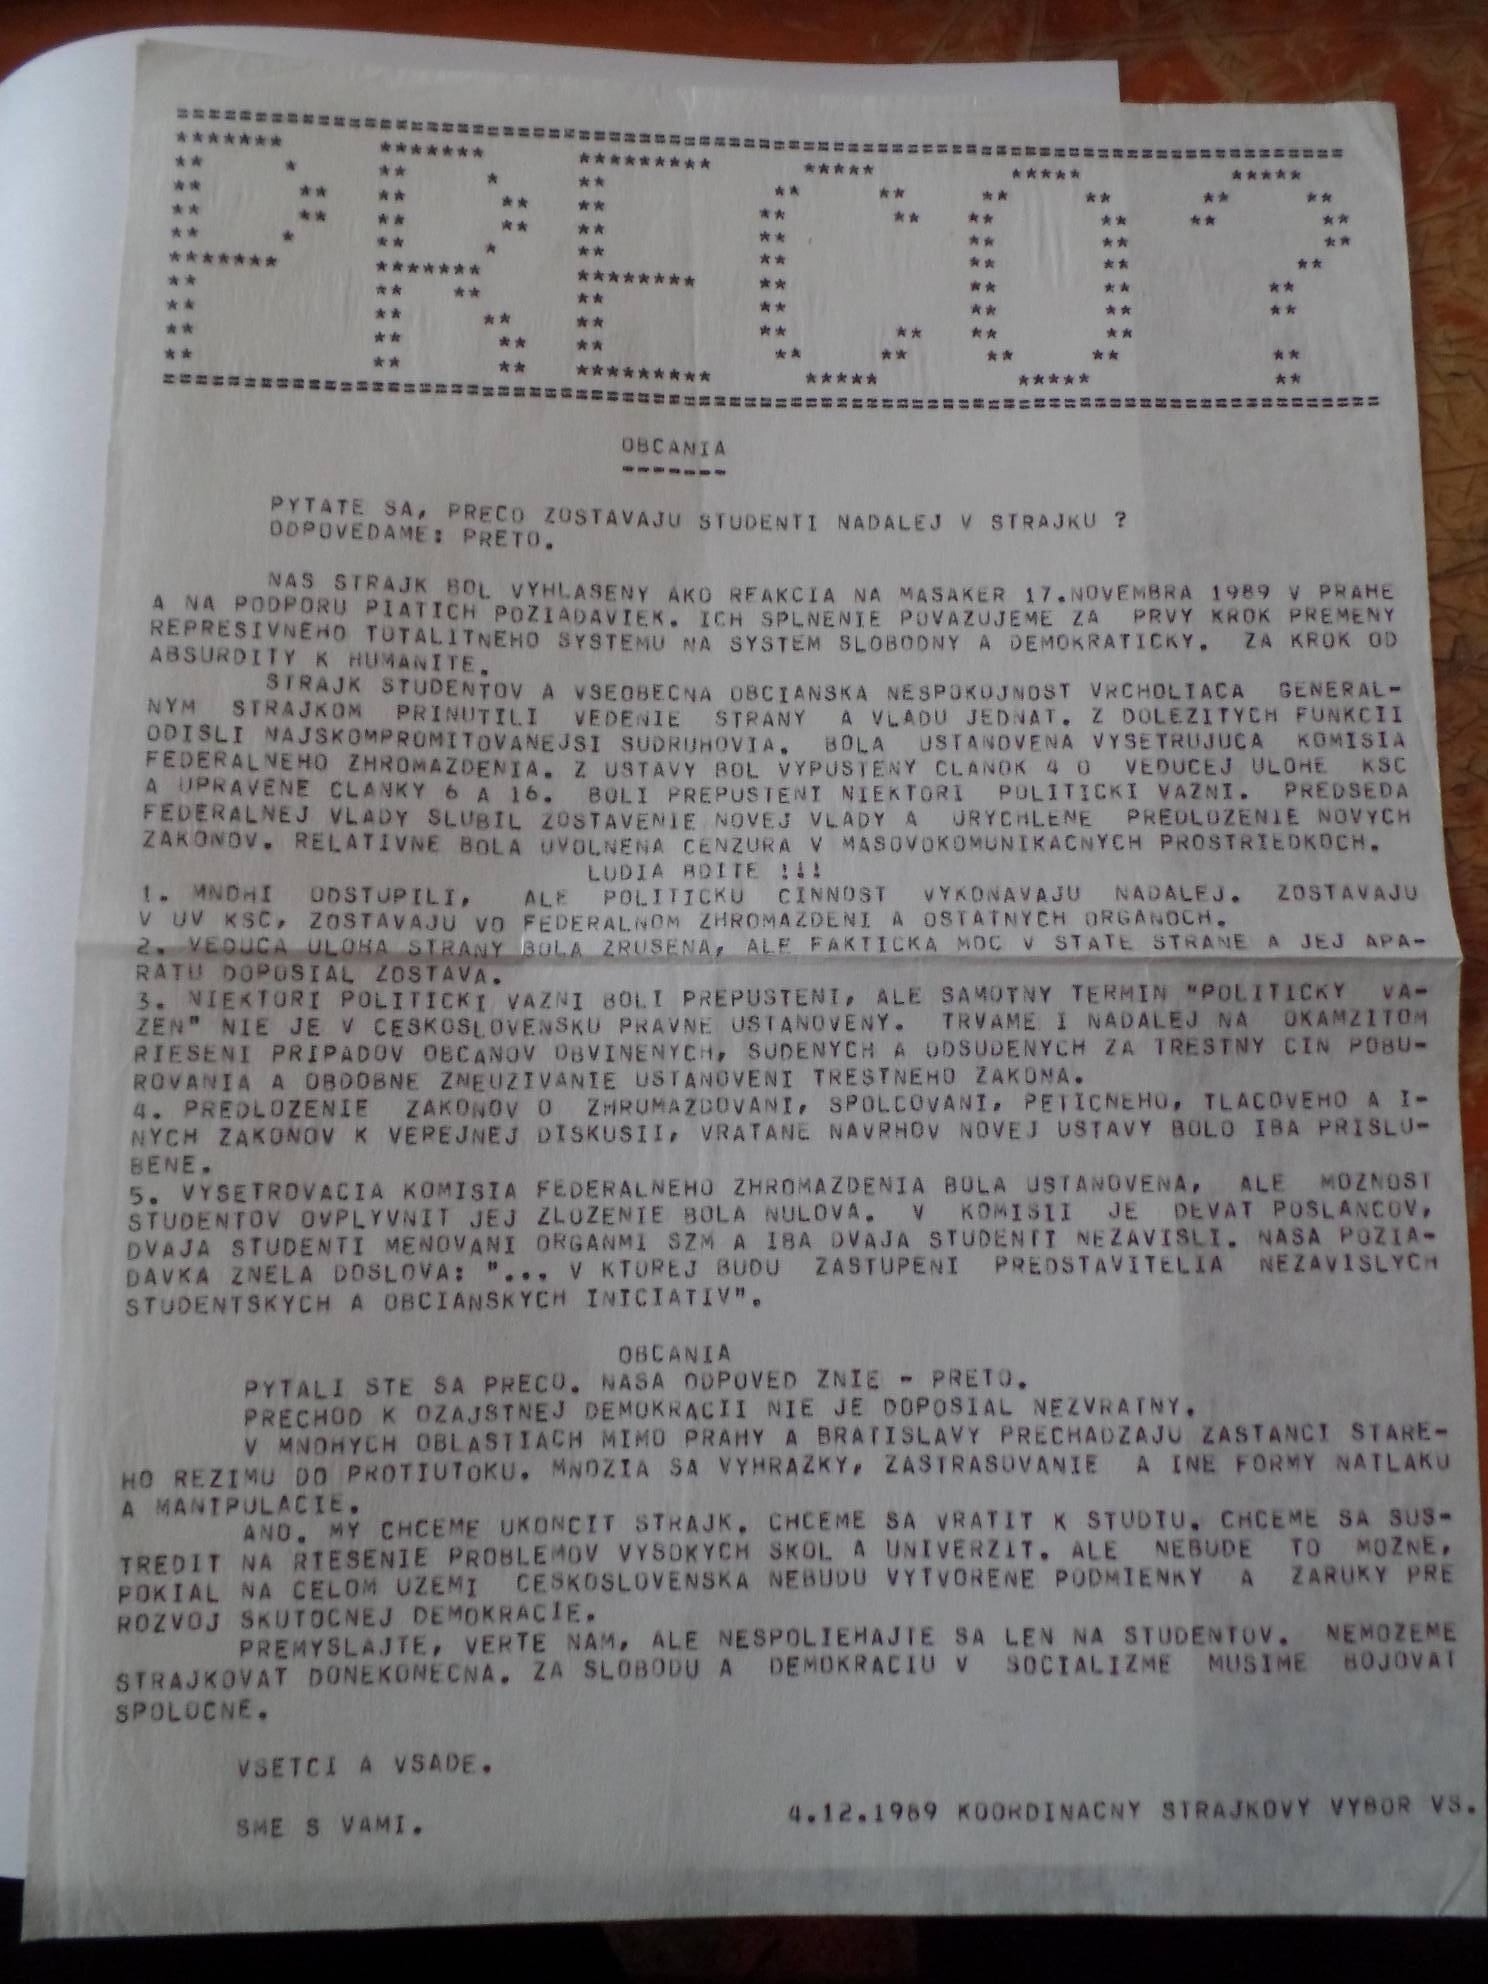 PRECO?
OBCANIA
PYTATE SA, PRECO ZOSTAVAJU STUDENTI NADALEJ V STRAJKU ?
ODPOVEDAME: PRETO.
NAS STRAJK BOL VYHLASENY AKO REAKCIA NA MASAKER 17.NOVEMBRA 1989 V PRAHE
A NA PODPORU PIATICH POZIADAVIEK. ICH SPLNENIE POVAZUJEME ZA PRVY KROK PREMENY
REPRESIVNEHO TOTALITNEHO SYSTEMU NA SYSTEM SLOBODNY A DEMOKRATICKY. ZA KROK OD
ABSURDITY K HUMANITE.
STRAJK STUDENTOV A VSEOBECNA OBCIANSKA NESPOKOJNOST VRCHOLIACA GENERAL-
NYM STRAJKOM PRINUTILI VEDENIE STRANY A VLADU JEDNAT. Z DOLEZITYCH FUNKCII
ODISLI NAJSKOMPROMITOVANEJSI SUDRUHOVIA. BOLA USTANOVENA VYSETRUJUCA KOMISIA
FEDERALNEHO ZHROMAZDENIA. Z USTAVY BOL VYPUSTENY CLANOK 4 O VEDUCEJ ULOHE KSC
A UPRAVENE CLANKY 6 A 16. BOLI PREPUSTENI NIEKTORI POLITICKI VAZNI. PREDSEDA
FEDERALNEJ VLADY SLUBIL ZOSTAVENIE NOVEJ VLADY A URYCHLENE PREDLOZENIE NOVYCH
ZAKONOV. RELATIVNE BOLA UVOLNENA CENZURA V MASOVOKOMUNIKACNYCH PROSTRIEDKOCH.
LUDIA BDITE !!!
1. MNOHI ODSTUPILI, ALE POLITICKU CINNOST VYKONAVAJU NADALEJ. ZOSTAVAJU
V UV KSC, ZOSTAVAJU VO FEDERALNOM ZHROMAZDENI A OSTATNYCH ORGANOCH.
2. VEDUCA ULOHA STRANY BOLA ZRUSENA, ALE FAKTICKA MOC V STATE STRANE A JEJ APA-
RATU DOPOSIAL ZOSTAVA.
3. NIEKTORI POLITICKI VAZNI BOLI PREPUSTENI, ALE SAMOTNY TERMIN "POLITICKY VA-
ZEN" NIE JE V CESKOSLOVENSKU PRAVNE USTANOVENY. TRVAME I NADALEJ NA OKAMZITOM
RIESENI PRIPADOV OBCANOV OBVINENYCH, SUDENYCH A ODSUDENYCH ZA TRESTNY CIN POBU-
ROVANIA A OBDOBNE ZNEUZIVANIE USTANOVENI TRESTNEHO ZAKONA.
4. PREDLOZENIE ZAKONOV O ZHRUMAZDOVANI, SPOLCOVANI, PETICNEHO, TLACOVEHO A I-
NYCH ZAKONOV K VEREJNEJ DISKUSII, VRATANE NAVRHOV NOVEJ USTAVY BOLO IBA PRISLU-
BENE.
5. VYSETROVACIA KOMISIA FEDERALNEHO ZHROMAZDENIA BOLA USTANOVENA, ALE MOZNOST
STUDENTOV OVPLYVNIT JEJ ZLOZENIE BOLA NULOVA. V KOMISII JE DEVAT POSLANCOV,
DVAJA STUDENTI MENOVANI ORGANMI SZM A IBA DVAJA STUDENTI NEZAVISLI. NASA POZIA-
DAVKA ZNELA DOSLOVA: "... V KTOREJ BUDU ZASTUPENI PREDSTAVITELIA NEZAVISLYCH
STUDENTSKYCH A OBCIANSKYCH INICIATIV".
OBCANIA
PYTALI STE SA PRECO. NASA ODPOVED ZNIE - PRETO.
PRECHOD K OZAJSTNEJ DEMOKRACII NIE JE DOPOSIAL NEZVRATNY.
V MNOHYCH OBLASTIACH MIMO PRAHY A BRATISLAVY PRECHADZAJU ZASTANCI STARE-
HO REZIMU DO PROTIUTOKU. MNOZIA SA VYHRAZKY, ZASTRASOVANIE A INE FORMY NATLAKU
A MANIPULACIE.
ANO. MY CHCEME UKONCIT STRAJK. CHCEME SA VRATIT K STUDIU. CHCEME SA SUS-
TREDIT NA RIESENIE PROBLEMOV VYSOKYCH SKOL A UNIVERZIT. ALE NEBUDE TO MOZNE,
POKIAL NA CELOM UZEMI CESKOSLOVENSKA NEBUDU VYTVORENE PODMIENKY A ZARUKY PRE
ROZVOJ SKUTOCNEJ DEMOKRACIE.
PREMYSLAJTE, VERTE NAM, ALE NESPOLIEHAJTE SA LEN NA STUDENTOV. NEMOZEME
STRAJKOVAT DONEKONECNA. ZA SLOBODU A DEMOKRACIU V SOCIALIZME MUSIME BOJOVAT
SPOLOCNE.
VSETCI A VSADE.
SME S VAMI.
4.12.1989 KOORDINACNY STRAJKOVY VYBOR VS.